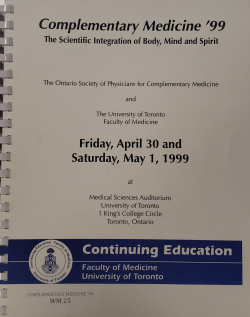 Complementary Medicine '99
The Scientific Integration of Body, Mind and Spirit
The Ontario Society of Physicians for Complementary Medicine
and
The University of Toronto
Faculty of Medicine
Friday, April 30 and
Saturday, May 1, 1999
at
Medical Sciences Auditorium
University of Toronto
1 King's College Circle
Toronto, Ontario
Continuing Education
Faculty of Medicine
University of Toronto
COMPLEMENTARY MEDICINE '99
WM 25